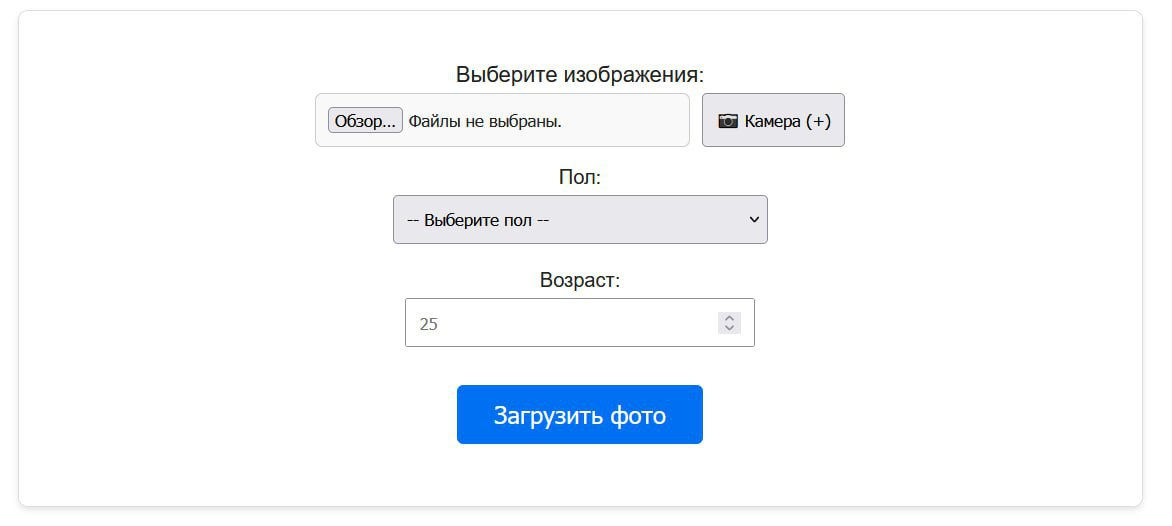 Выберите изображения:
Обзор... Файлы не выбраны.
📷 Камера (+)
Пол:
-- Выберите пол --
Возраст:
25
Загрузить фото